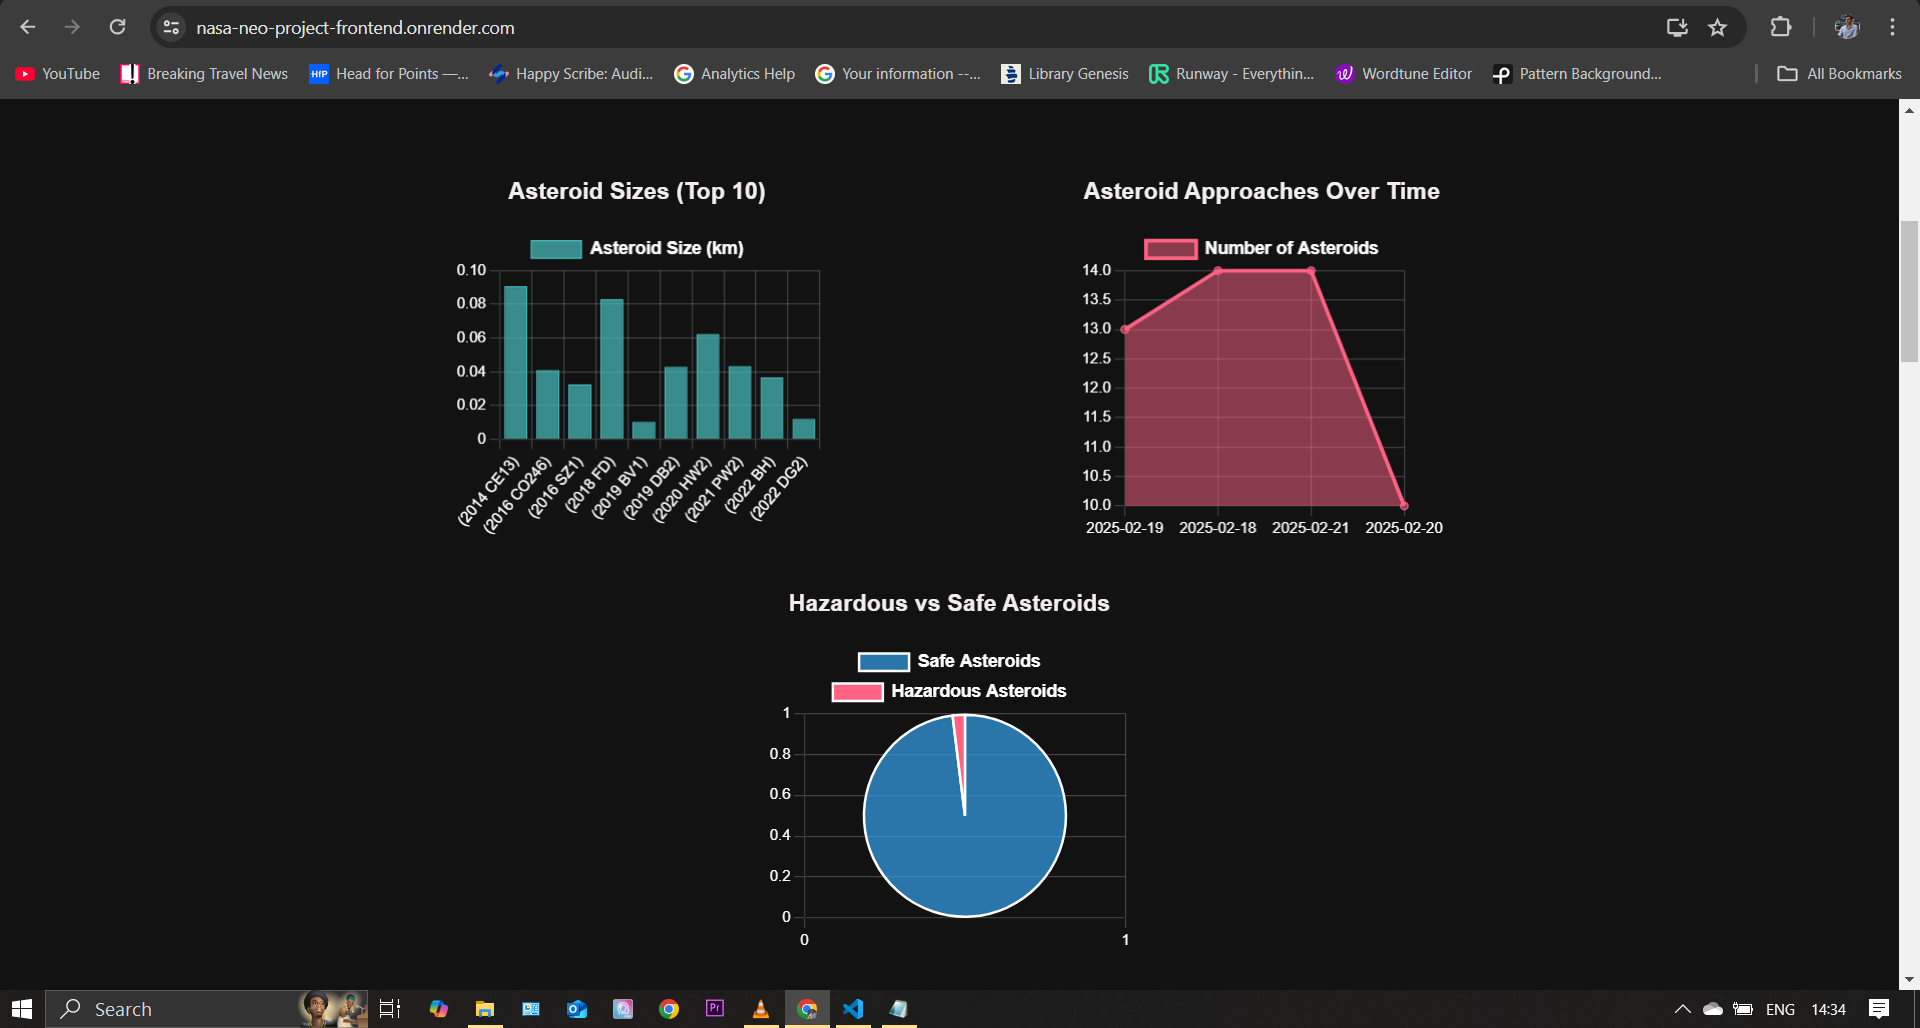 nasa-neo-project-frontend.onrender.com
YouTube
Breaking Travel News
HfP
Head for Points —...
Happy Scribe: Audi...
Analytics Help
Your information --...
Library Genesis
Runway - Everythin...
Wordtune Editor
Pattern Background...
All Bookmarks
Asteroid Sizes (Top 10)
Asteroid Size (km)
0.10
0.08
0.06
0.04
0.02
0
(2014 CE13)
(2016 CO246)
(2016 SZ1)
(2018 FD)
(2019 BV1)
(2019 DB2)
(2020 HW2)
(2021 PW2)
(2022 BH)
(2022 DG2)
Asteroid Approaches Over Time
Number of Asteroids
14.0
13.5
13.0
12.5
12.0
11.5
11.0
10.5
10.0
2025-02-19
2025-02-18
2025-02-21
2025-02-20
Hazardous vs Safe Asteroids
Safe Asteroids
Hazardous Asteroids
1
0.8
0.6
0.4
0.2
0
0
1
Search
Pr
ENG
14:34